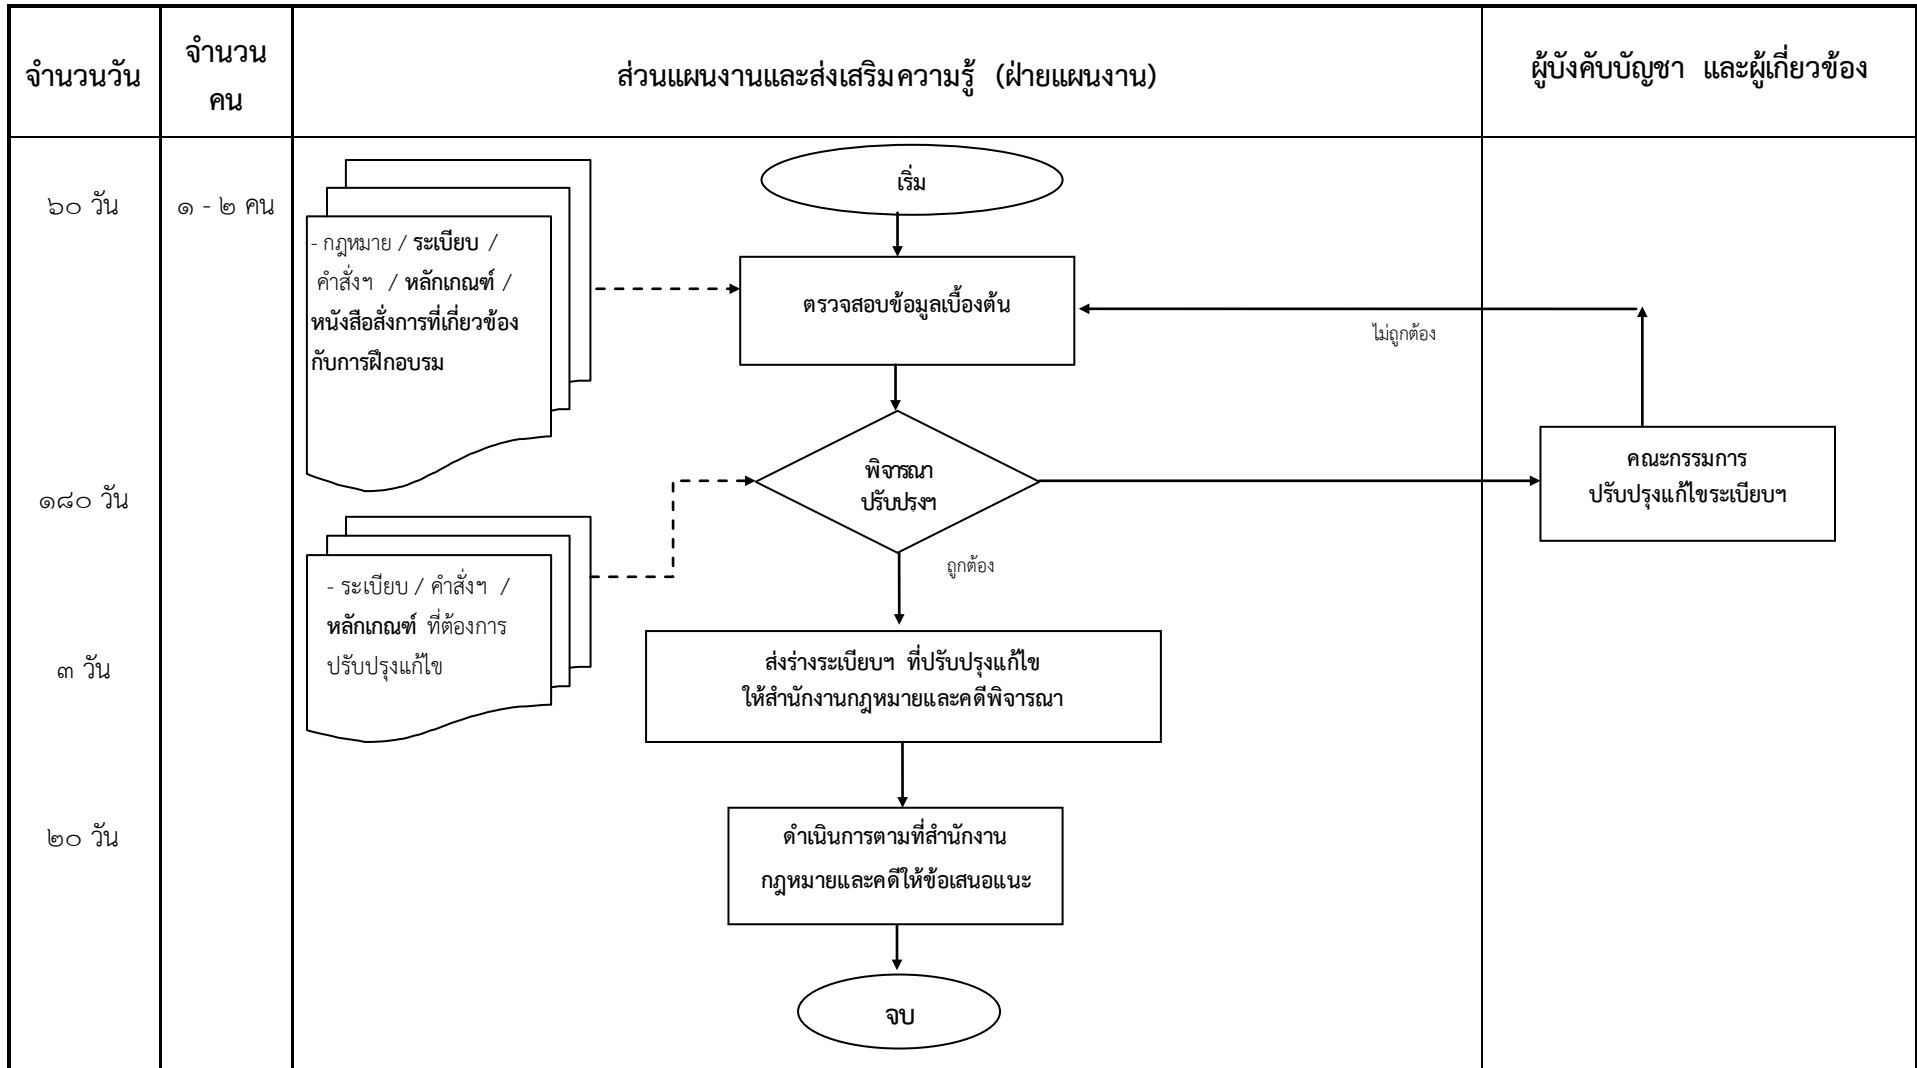 จำนวนวัน
จำนวน
คน
ส่วนแผนงานและส่งเสริมความรู้ (ฝ่ายแผนงาน)
ผู้บังคับบัญชา และผู้เกี่ยวข้อง
๖๐ วัน
๑ - ๒ คน
เริ่ม
- กฎหมาย / ระเบียบ /
คำสั่งฯ / หลักเกณฑ์ /
หนังสือสั่งการที่เกี่ยวข้อง
กับการฝึกอบรม
ตรวจสอบข้อมูลเบื้องต้น
ไม่ถูกต้อง
๑๘๐ วัน
พิจารณา
ปรับปรุงฯ
คณะกรรมการ
ปรับปรุงแก้ไขระเบียบฯ
ถูกต้อง
- ระเบียบ / คำสั่งฯ /
หลักเกณฑ์ ที่ต้องการ
ปรับปรุงแก้ไข
๓ วัน
ส่งร่างระเบียบฯ ที่ปรับปรุงแก้ไข
ให้สำนักงานกฎหมายและคดีพิจารณา
๒๐ วัน
ดำเนินการตามที่สำนักงาน
กฎหมายและคดีให้ข้อเสนอแนะ
จบ